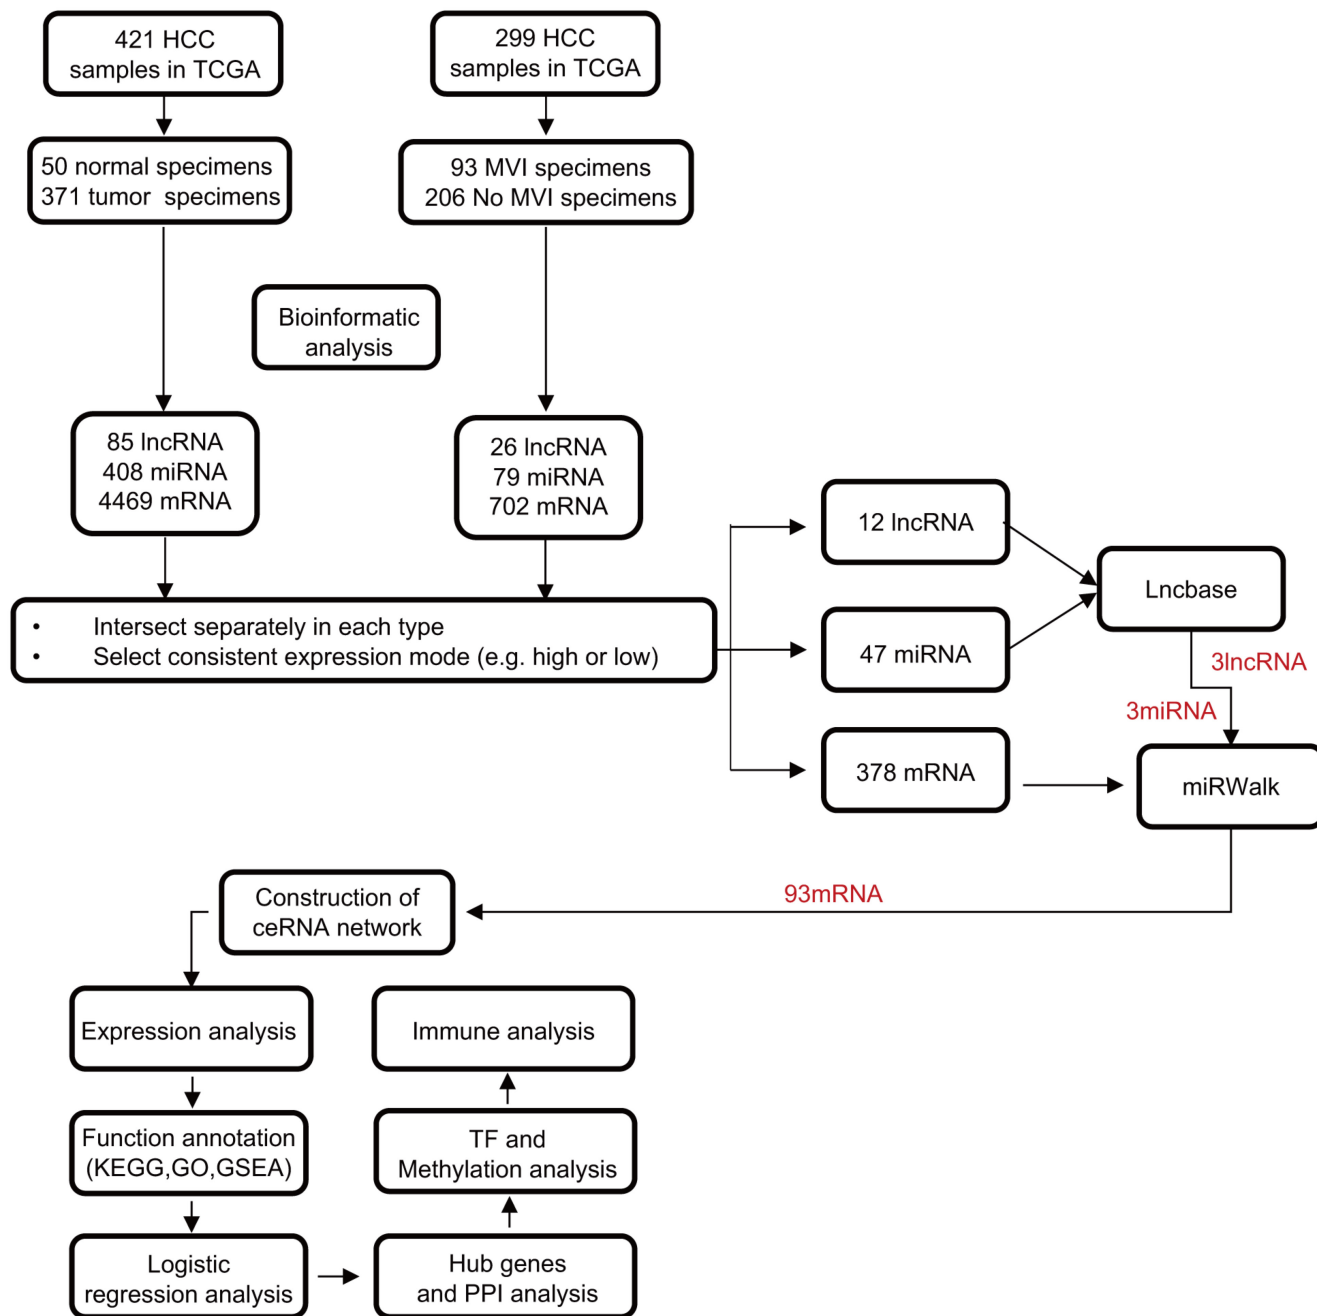 421 HCC
samples in TCGA
299 HCC
samples in TCGA
50 normal specimens
371 tumor specimens
93 MVI specimens
206 No MVI specimens
Bioinformatic
analysis
85 lncRNA
408 miRNA
4469 mRNA
26 lncRNA
79 miRNA
702 mRNA
• Intersect separately in each type
• Select consistent expression mode (e.g. high or low)
12 lncRNA
47 miRNA
378 mRNA
Lncbase
3lncRNA
3miRNA
miRWalk
93mRNA
Construction of
ceRNA network
Expression analysis
Immune analysis
Function annotation
(KEGG,GO,GSEA)
TF and
Methylation analysis
Logistic
regression analysis
Hub genes
and PPI analysis